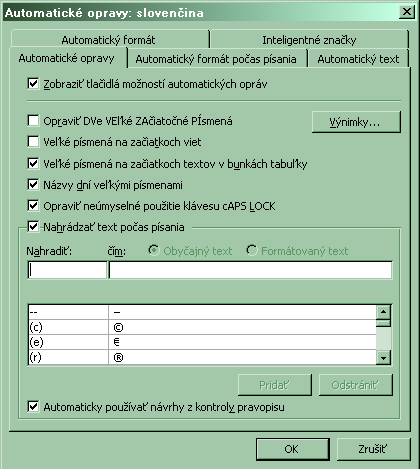 Automatické opravy: slovenčina
Automatický formát Inteligentné značky
Automatické opravy Automatický formát počas písania Automatický text
Zobraziť tlačidlá možností automatických opráv
Opraviť DVe VEľké ZAčiatočné PÍsmená Výnimky...
Veľké písmená na začiatkoch viet
Veľké písmená na začiatkoch textov v bunkách tabuľky
Názvy dní veľkými písmenami
Opraviť neúmyselné použitie klávesu cAPS LOCK
Nahrádzať text počas písania
Nahradiť: čím: Obyčajný text Formátovaný text
-- –
(c) ©
(e) €
(r) ®
Pridať Odstrániť
Automaticky používať návrhy z kontroly pravopisu
OK Zrušiť